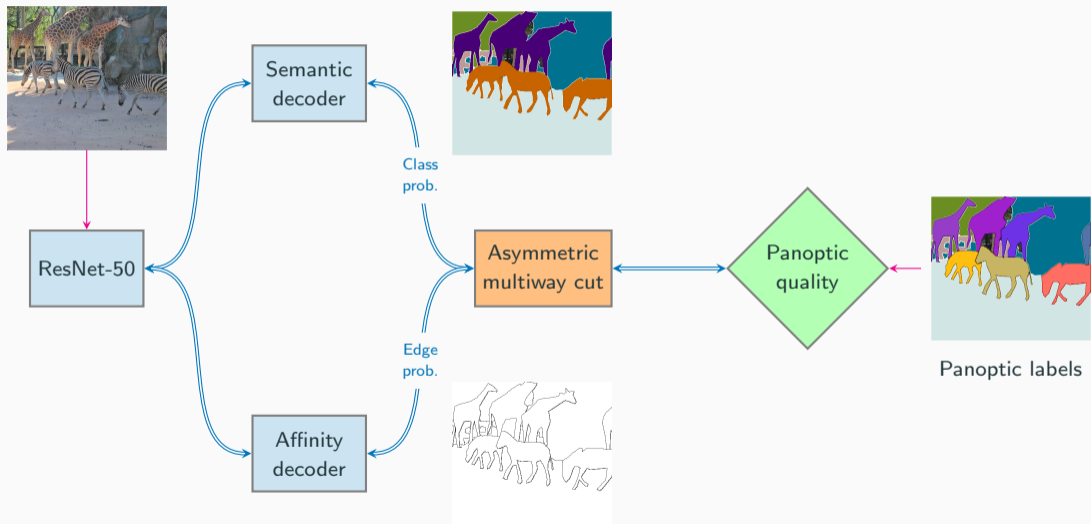 Semantic
decoder
Class
prob.
ResNet-50
Asymmetric
multiway cut
Panoptic
quality
Edge
prob.
Panoptic labels
Affinity
decoder